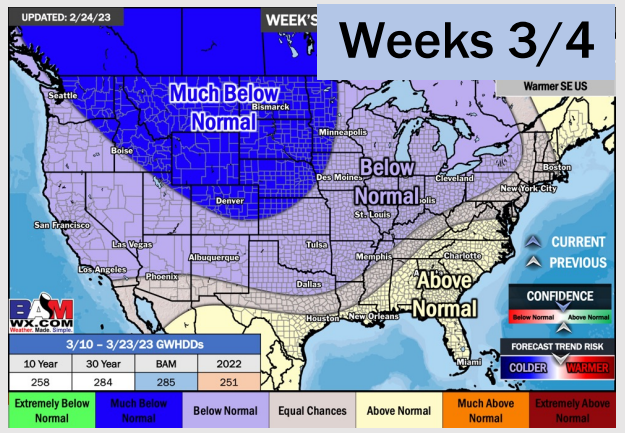 UPDATED: 2/24/23
WEEK'S
Weeks 3/4
Warmer SE US
Seattle
Much Below
Normal
Bismarck
Minneapolis
Boise
Boston
Below
Normal
Des Moines
Cleveland
New York City
Denver
olis
St. Louis
San Francisco
Las Vegas
Tulsa
Albuquerque
Memphis
Charlotte
Los Angeles
Phoenix
Dallas
Above
Normal
Houston
New Orleans
Miami
CURRENT
PREVIOUS
CONFIDENCE
Below Normal
Above Normal
FORECAST TREND RISK
COLDER
WARMER
BAM
WX.COM
Weather. Made. Simple.
3/10 – 3/23/23 GWHDDs
10 Year 30 Year BAM 2022
258 284 285 251
Extremely Below Normal
Much Below Normal
Below Normal
Equal Chances
Above Normal
Much Above Normal
Extremely Above Normal